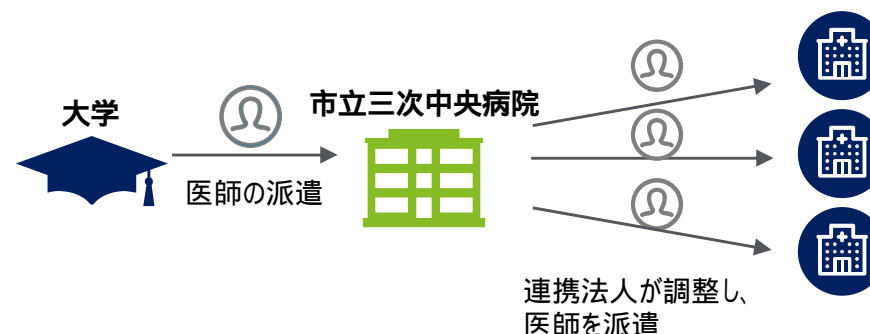 大学
市立三次中央病院
医師の派遣
連携法人が調整し、
医師を派遣